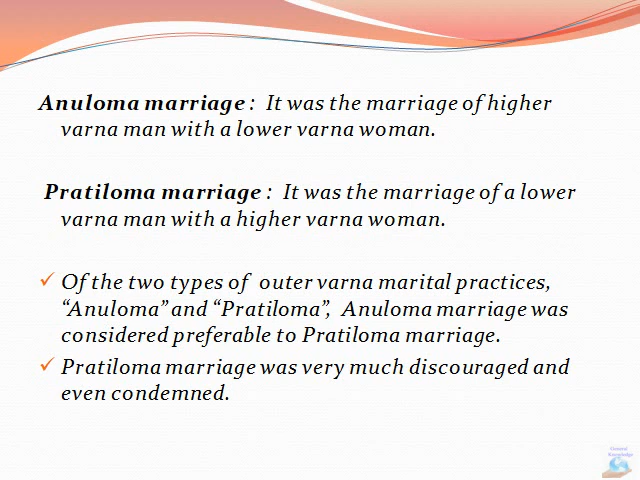 Anuloma marriage : It was the marriage of higher
varna man with a lower varna woman.
Pratiloma marriage : It was the marriage of a lower
varna man with a higher varna woman.
✓ Of the two types of outer varna marital practices,
“Anuloma” and “Pratiloma”, Anuloma marriage was
considered preferable to Pratiloma marriage.
✓ Pratiloma marriage was very much discouraged and
even condemned.
General
Knowledge